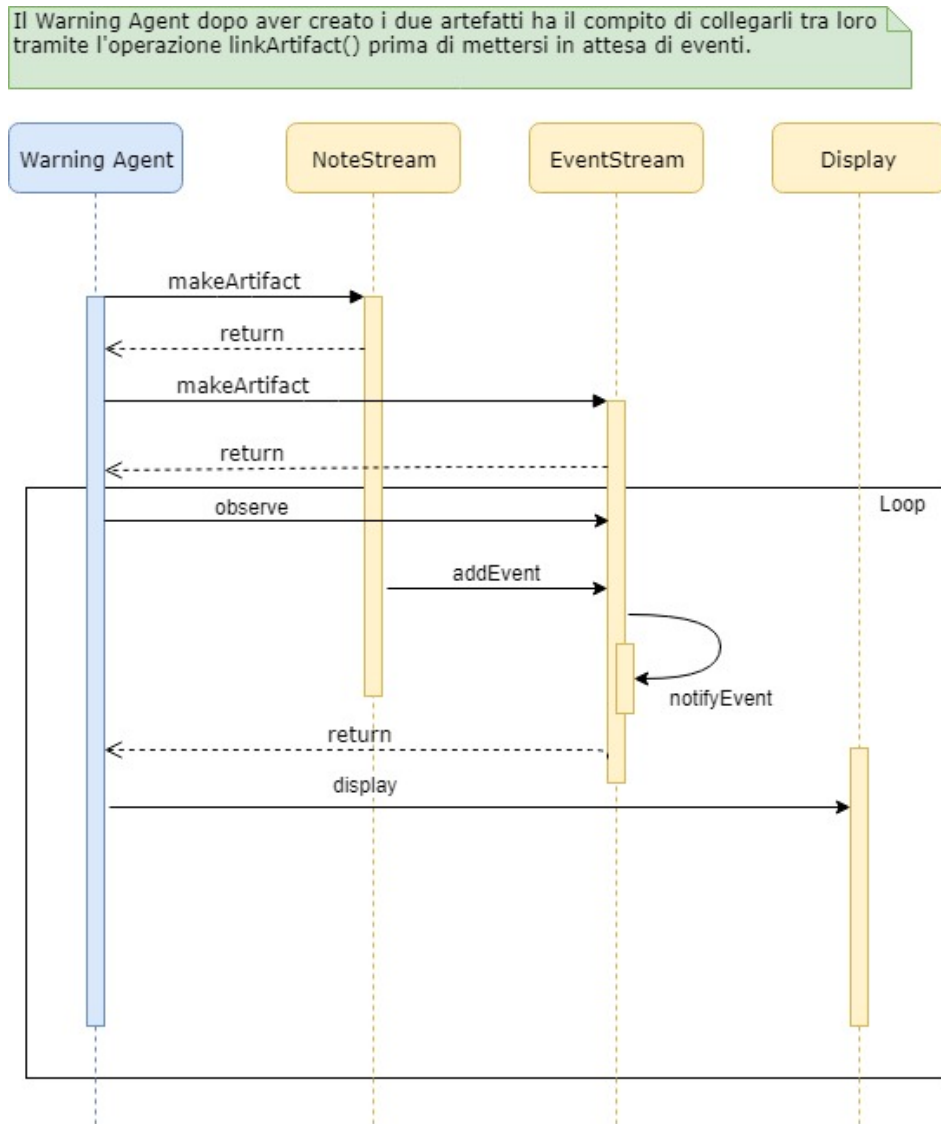 Il Warning Agent dopo aver creato i due artefatti ha il compito di collegarli tra loro
tramite l'operazione linkArtifact() prima di mettersi in attesa di eventi.
Warning Agent
NoteStream
EventStream
Display
makeArtifact
return
makeArtifact
return
Loop
observe
addEvent
notifyEvent
return
display